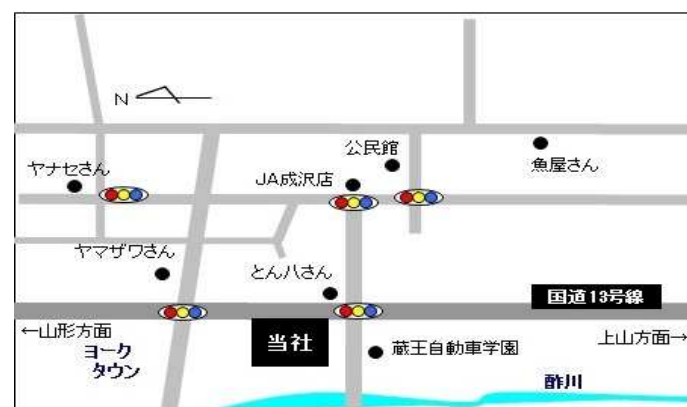 N
公民館
ヤナセさん
JA成沢店
魚屋さん
ヤマザワさん
とん八さん
国道13号線
←山形方面
上山方面→
ヨーク
タウン
当社
蔵王自動車学園
酢川